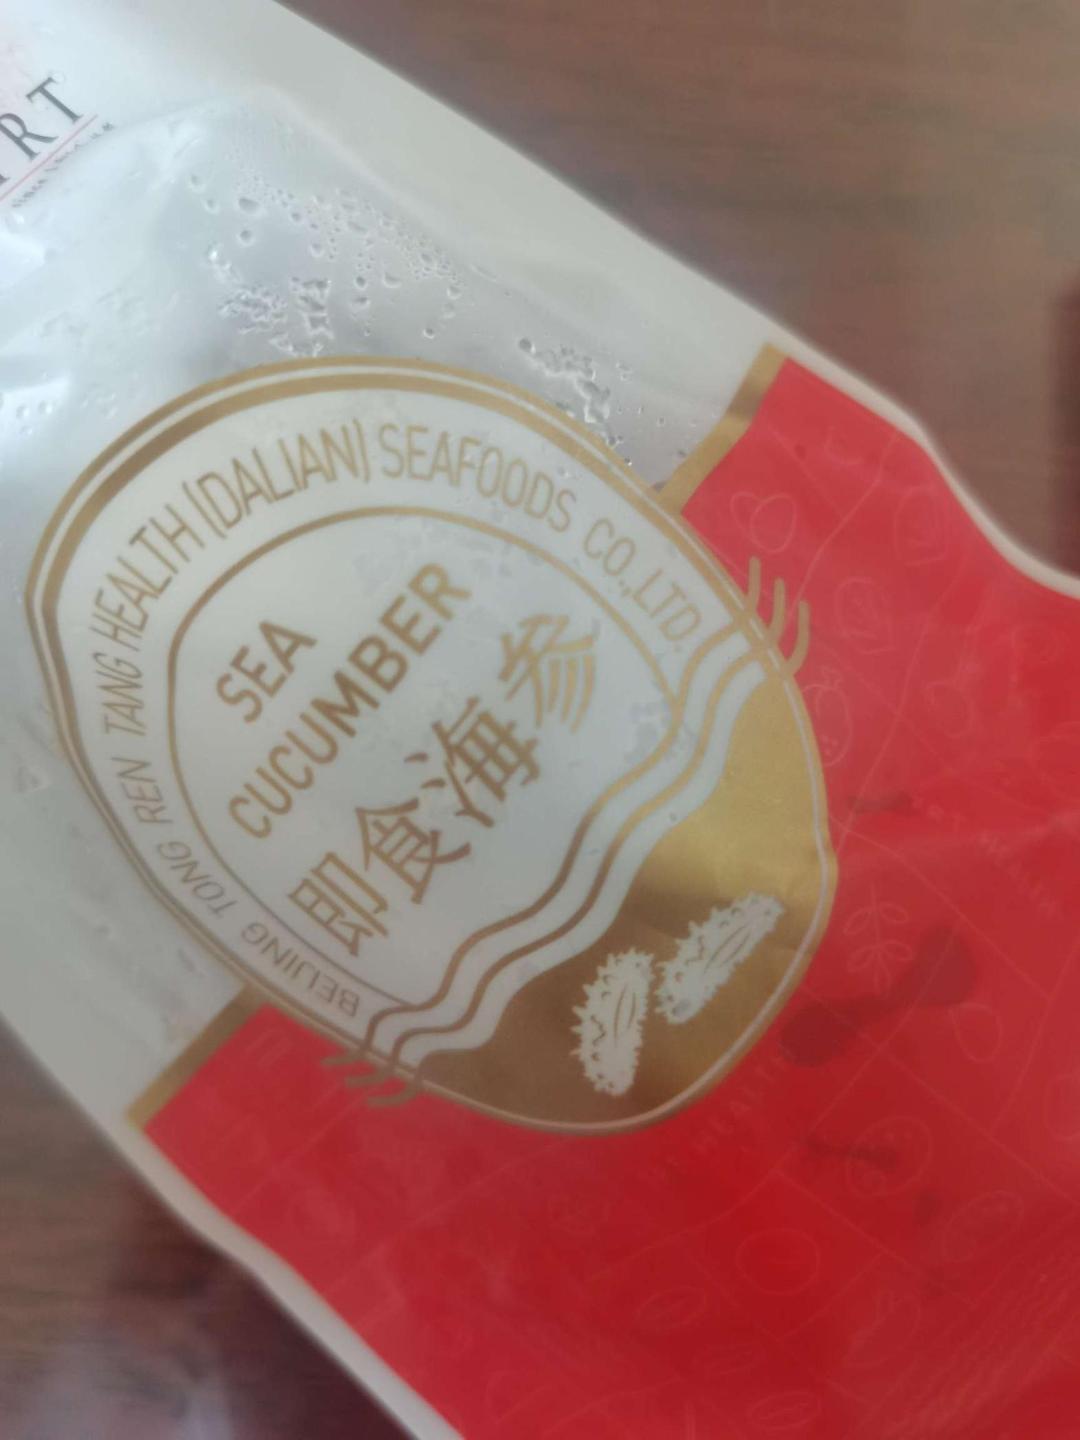 BEIJING TONG REN TANG HEALTH (DALIAN) SEAFOODS CO.,LTD.
SEA
CUCUMBER
即食海参